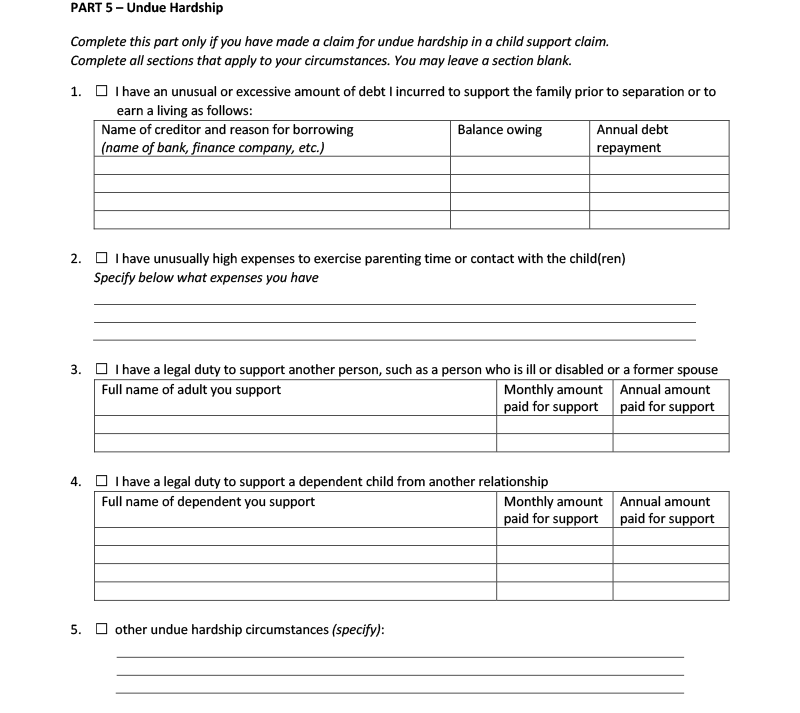 PART 5 – Undue Hardship
Complete this part only if you have made a claim for undue hardship in a child support claim.
Complete all sections that apply to your circumstances. You may leave a section blank.
1. ☐ I have an unusual or excessive amount of debt I incurred to support the family prior to separation or to
earn a living as follows:
Name of creditor and reason for borrowing
(name of bank, finance company, etc.)
Balance owing
Annual debt
repayment
2. ☐ I have unusually high expenses to exercise parenting time or contact with the child(ren)
Specify below what expenses you have
3. ☐ I have a legal duty to support another person, such as a person who is ill or disabled or a former spouse
Full name of adult you support
Monthly amount
paid for support
Annual amount
paid for support
4. ☐ I have a legal duty to support a dependent child from another relationship
Full name of dependent you support
Monthly amount
paid for support
Annual amount
paid for support
5. ☐ other undue hardship circumstances (specify):